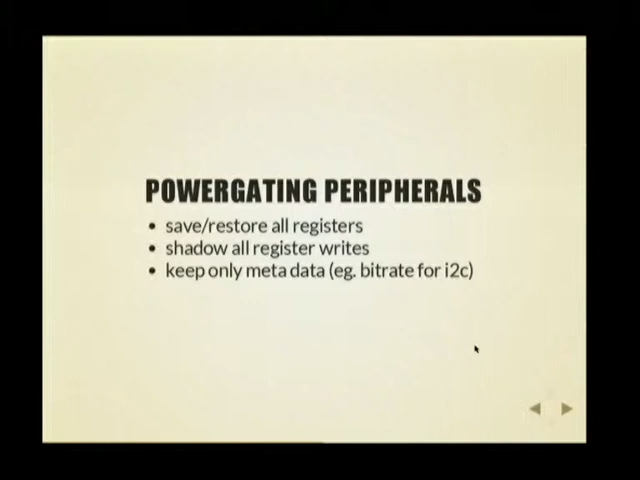 POWERGATING PERIPHERALS
• save/restore all registers
• shadow all register writes
• keep only meta data (eg. bitrate for i2c)